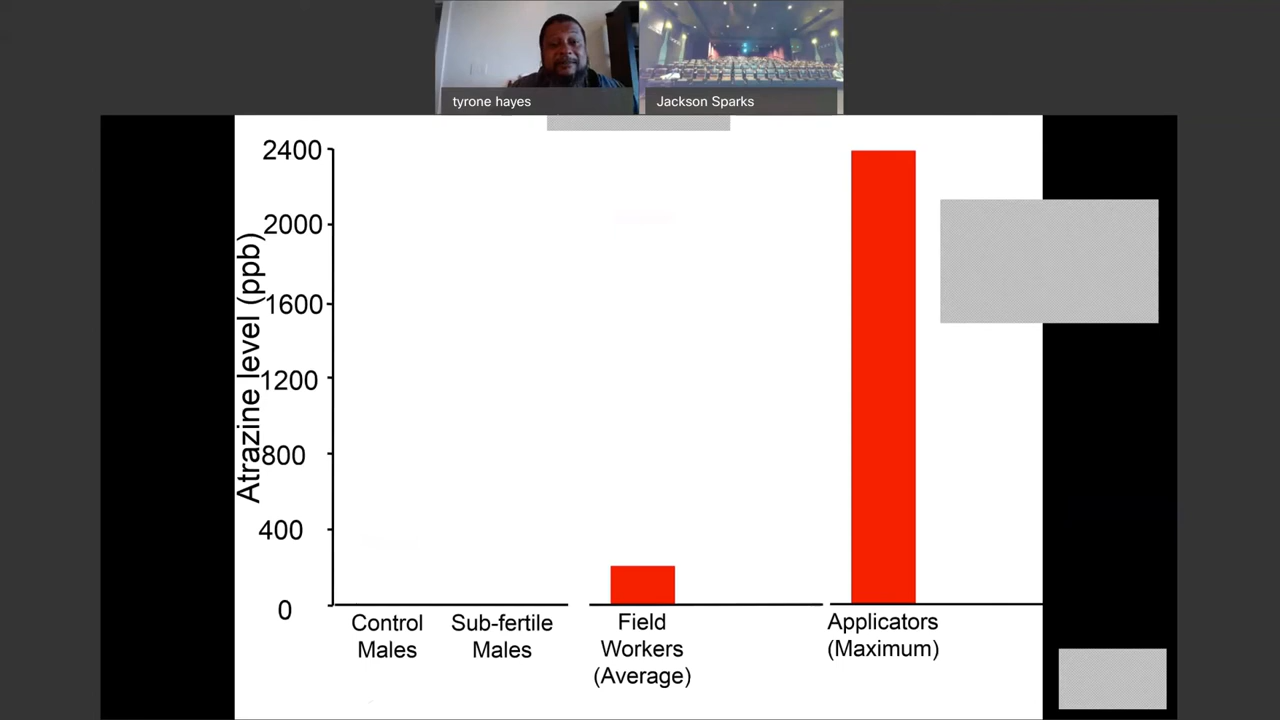 tyrone hayes
Jackson Sparks
Atrazine level (ppb)
2400
2000
1600
1200
800
400
0
Control
Males
Sub-fertile
Males
Field
Workers
(Average)
Applicators
(Maximum)